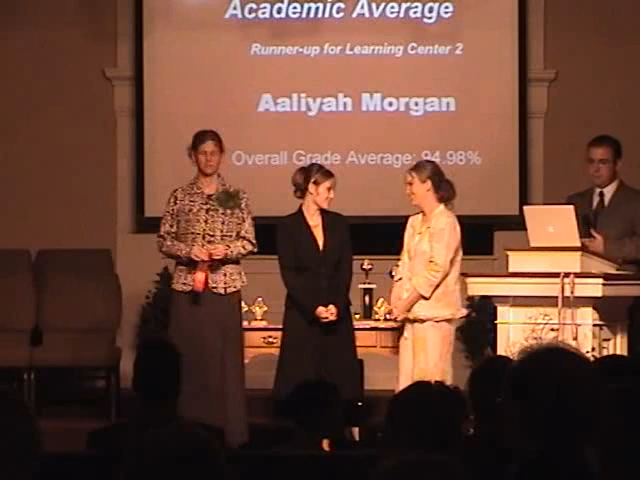 Academic Average
Runner-up for Learning Center 2
Aaliyah Morgan
Overall Grade Average: 94.98%